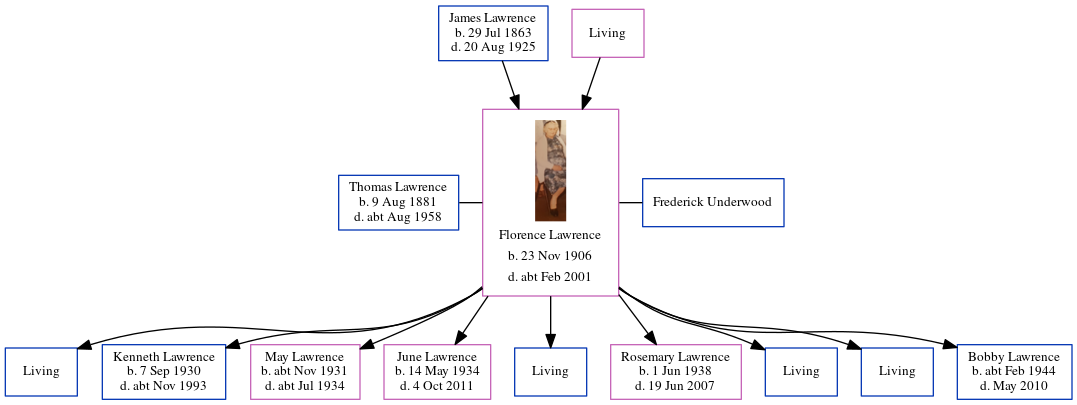 James Lawrence
b. 29 Jul 1863
d. 20 Aug 1925
Living
Thomas Lawrence
b. 9 Aug 1881
d. abt Aug 1958
Florence Lawrence
b. 23 Nov 1906
d. abt Feb 2001
Frederick Underwood
Living
Kenneth Lawrence
b. 7 Sep 1930
d. abt Nov 1993
May Lawrence
b. abt Nov 1931
d. abt Jul 1934
June Lawrence
b. 14 May 1934
d. 4 Oct 2011
Living
Rosemary Lawrence
b. 1 Jun 1938
d. 19 Jun 2007
Living
Living
Bobby Lawrence
b. abt Feb 1944
d. May 2010